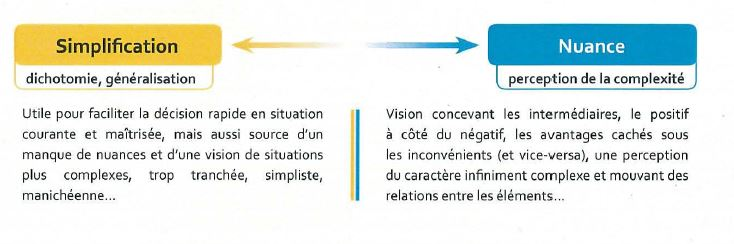 Simplification
dichotomie, généralisation
Utile pour faciliter la décision rapide en situation
courante et maîtrisée, mais aussi source d'un
manque de nuances et d'une vision de situations
plus complexes, trop tranchée, simpliste,
manichéenne...
Nuance
perception de la complexité
Vision concevant les intermédiaires, le positif
à côté du négatif, les avantages cachés sous
les inconvénients (et vice-versa), une perception
du caractère infiniment complexe et mouvant des
relations entre les éléments...